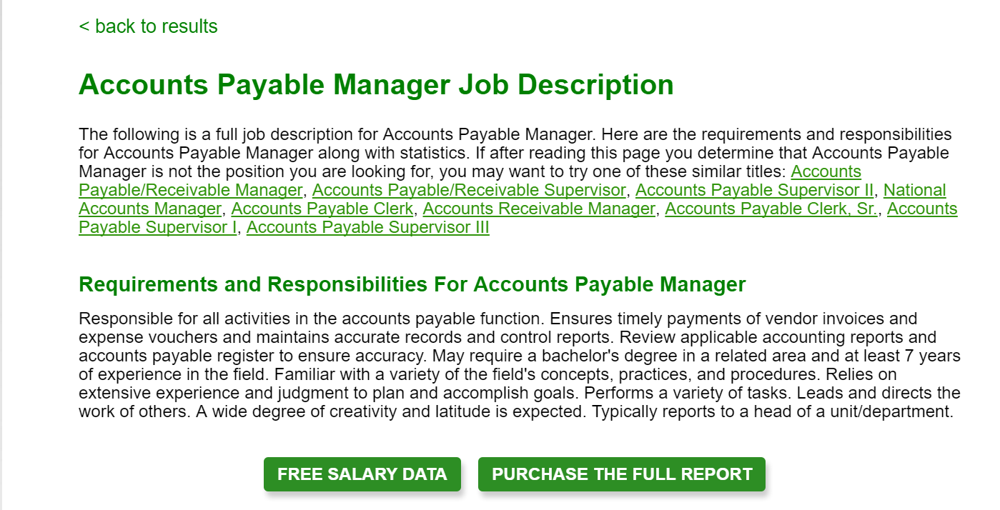 < back to results
Accounts Payable Manager Job Description
The following is a full job description for Accounts Payable Manager. Here are the requirements and responsibilities
for Accounts Payable Manager along with statistics. If after reading this page you determine that Accounts Payable
Manager is not the position you are looking for, you may want to try one of these similar titles: Accounts
Payable/Receivable Manager, Accounts Payable/Receivable Supervisor, Accounts Payable Supervisor II, National
Accounts Manager, Accounts Payable Clerk, Accounts Receivable Manager, Accounts Payable Clerk, Sr., Accounts
Payable Supervisor I, Accounts Payable Supervisor III
Requirements and Responsibilities For Accounts Payable Manager
Responsible for all activities in the accounts payable function. Ensures timely payments of vendor invoices and
expense vouchers and maintains accurate records and control reports. Review applicable accounting reports and
accounts payable register to ensure accuracy. May require a bachelor's degree in a related area and at least 7 years
of experience in the field. Familiar with a variety of the field's concepts, practices, and procedures. Relies on
extensive experience and judgment to plan and accomplish goals. Performs a variety of tasks. Leads and directs the
work of others. A wide degree of creativity and latitude is expected. Typically reports to a head of a unit/department.
FREE SALARY DATA PURCHASE THE FULL REPORT